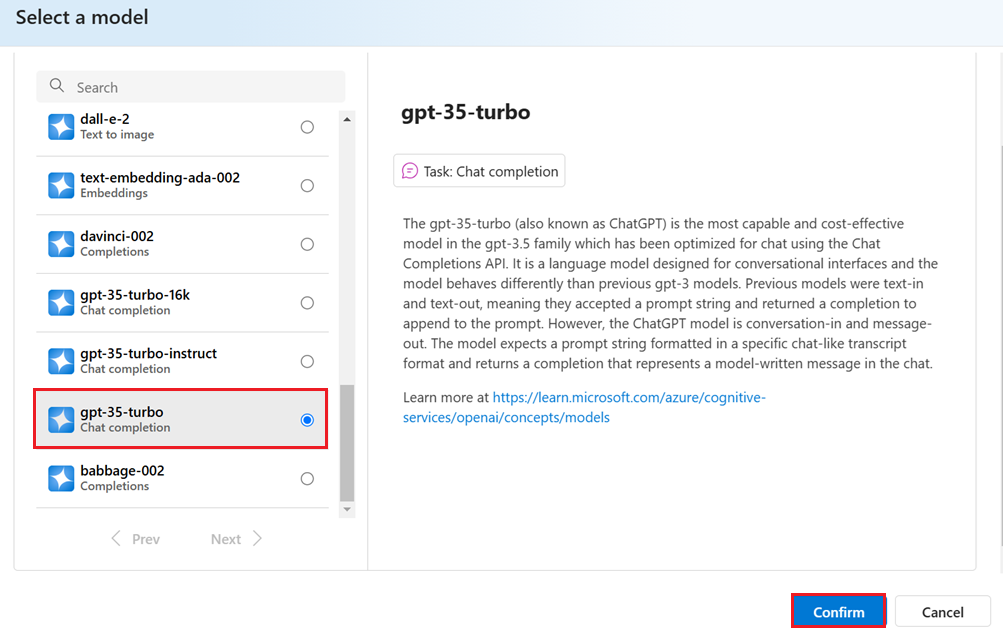 Select a model
Search
dall-e-2
Text to image
text-embedding-ada-002
Embeddings
davinci-002
Completions
gpt-35-turbo-16k
Chat completion
gpt-35-turbo-instruct
Chat completion
gpt-35-turbo
Chat completion
babbage-002
Completions
Prev
Next
gpt-35-turbo
Task: Chat completion
The gpt-35-turbo (also known as ChatGPT) is the most capable and cost-effective
model in the gpt-3.5 family which has been optimized for chat using the Chat
Completions API. It is a language model designed for conversational interfaces and the
model behaves differently than previous gpt-3 models. Previous models were text-in
and text-out, meaning they accepted a prompt string and returned a completion to
append to the prompt. However, the ChatGPT model is conversation-in and message-
out. The model expects a prompt string formatted in a specific chat-like transcript
format and returns a completion that represents a model-written message in the chat.
Learn more at https://learn.microsoft.com/azure/cognitive-
services/openai/concepts/models
Confirm
Cancel